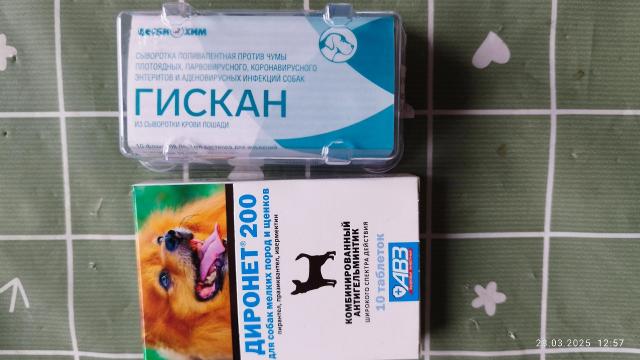 СЫВОРОТКА ПОЛИВАЛЕНТНАЯ ПРОТИВ ЧУМЫ
ПЛОТОЯДНЫХ, ПАРВОВИРУСНОГО, КОРОНАВИРУСНОГО
ЭНТЕРИТОВ И АДЕНОВИРУСНЫХ ИНФЕКЦИЙ СОБАК
ГИСКАН
ИЗ СЫВОРОТКИ КРОВИ ЛОШАДИ
ДИРОНЕТ® 200
для собак мелких пород и щенков
пирантел, празиквантел, ивермектин
КОМБИНИРОВАННЫЙ
АНТИГЕЛЬМИНТИК
ШИРОКОГО СПЕКТРА ДЕЙСТВИЯ
10 таблеток
АВЗ
23.03.2025 12:57